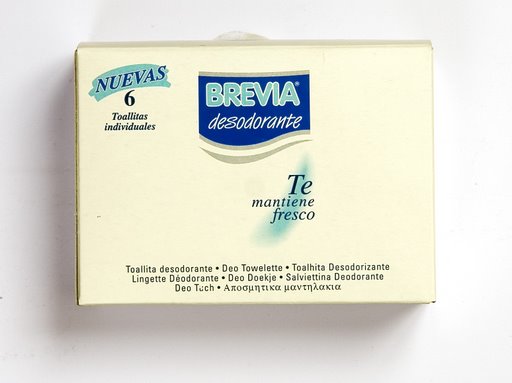 NUEVAS
6
Toallitas
individuales
BREVIA®
desodorante
Te
mantiene
fresco
Toallita desodorante • Deo Towelette • Toalhita Desodorizante
Lingette Déodorante • Deo Doekje • Salviettina Deodorante
Deo Tuch • Αποσμητικα μαντηλακια